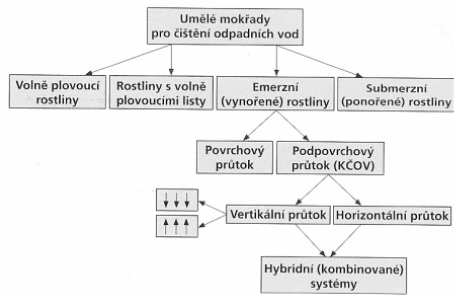 Umělé mokřady
pro čištění odpadních vod
Volně plovoucí
rostliny
Rostliny s volně
plovoucími listy
Emerzní
(vynořené) rostliny
Submerzní
(ponořené) rostliny
Povrchový
průtok
Podpovrchový
průtok (KČOV)
Vertikální průtok
Horizontální průtok
Hybridní (kombinované)
systémy